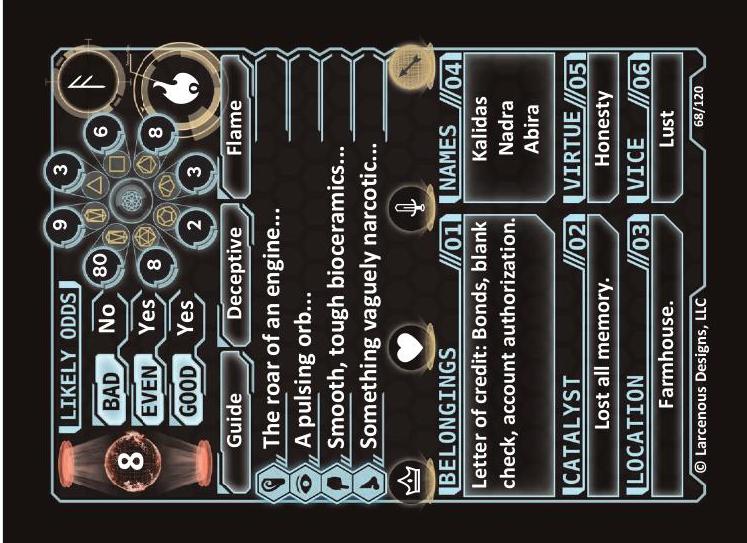 LIKELY ODDS
8
BAD No
EVEN Yes
GOOD Yes
9 3
80 6
8 8
2 3
Guide Deceptive Flame
The roar of an engine...
A pulsing orb...
Smooth, tough bioceramics...
Something vaguely narcotic...
BELONGINGS //01
Letter of credit: Bonds, blank
check, account authorization.
NAMES //04
Kalidas
Nadra
Abira
CATALYST //02
Lost all memory.
VIRTUE //05
Honesty
LOCATION //03
Farmhouse.
VICE //06
Lust
© Larcenous Designs, LLC
68/120